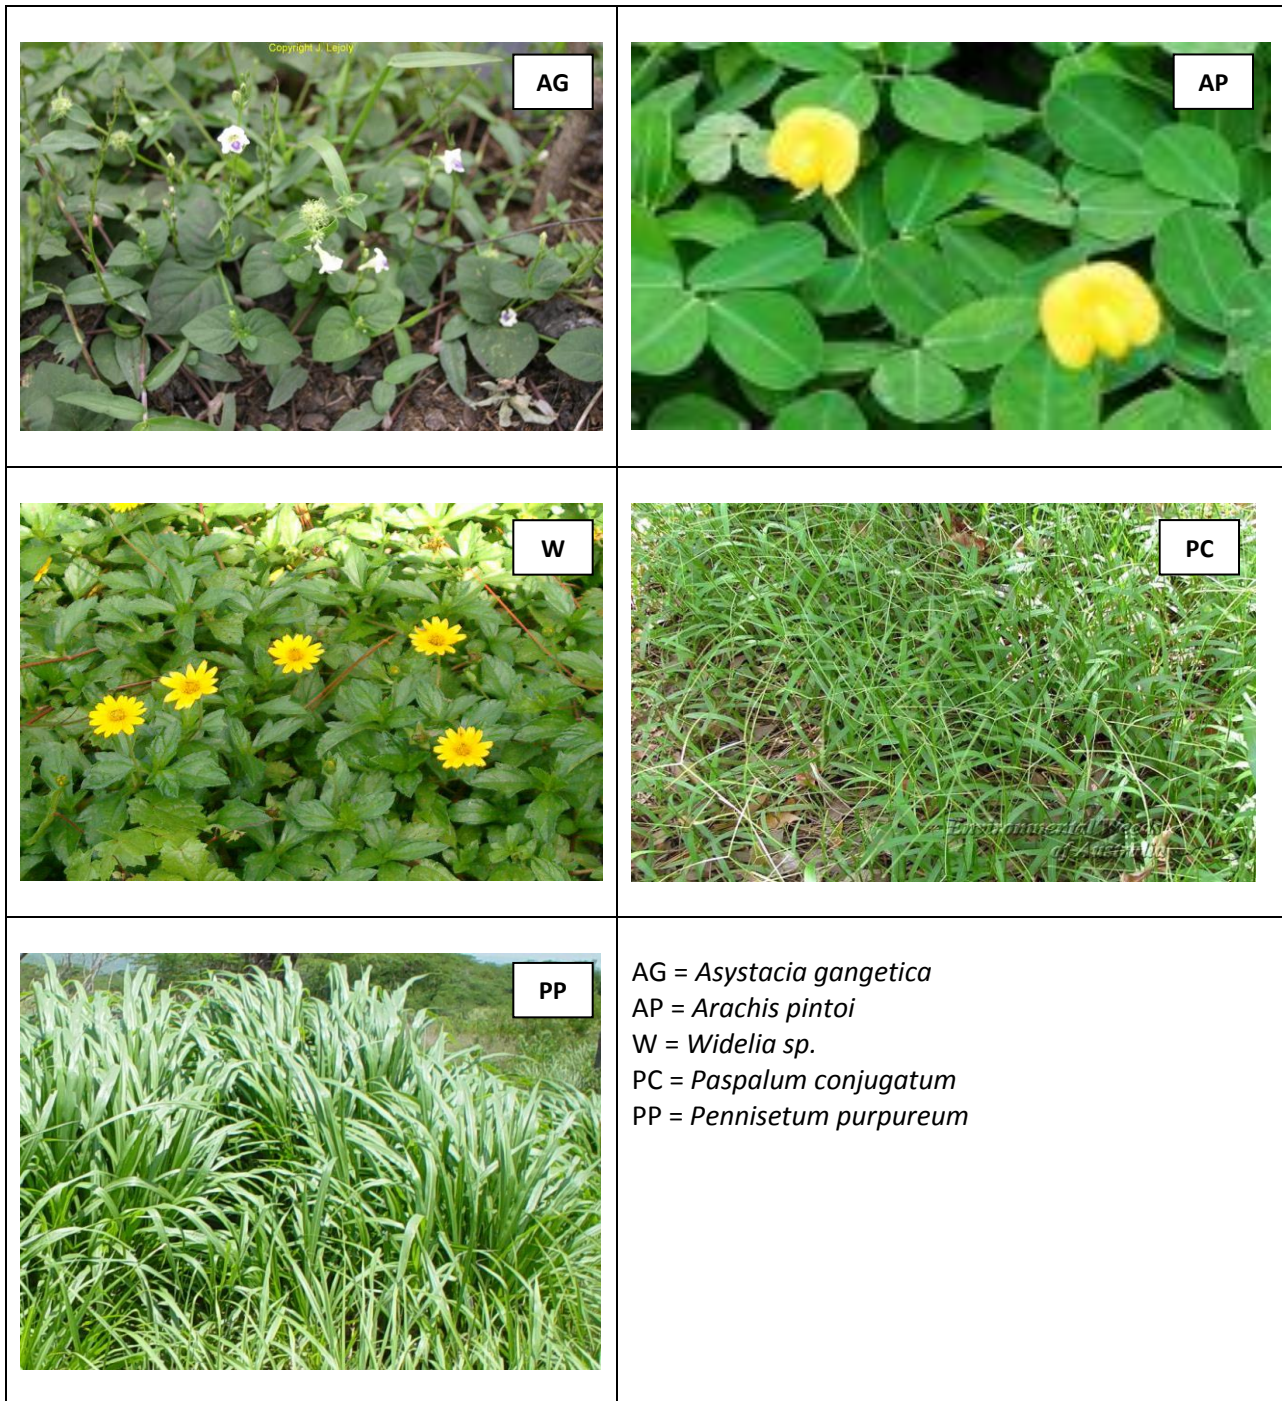 Copyright J. Lejoly
AG
AP
W
PC
Environmental Weeds
of Australia
PP
AG = Asystacia gangetica
AP = Arachis pintoi
W = Widelia sp.
PC = Paspalum conjugatum
PP = Pennisetum purpureum